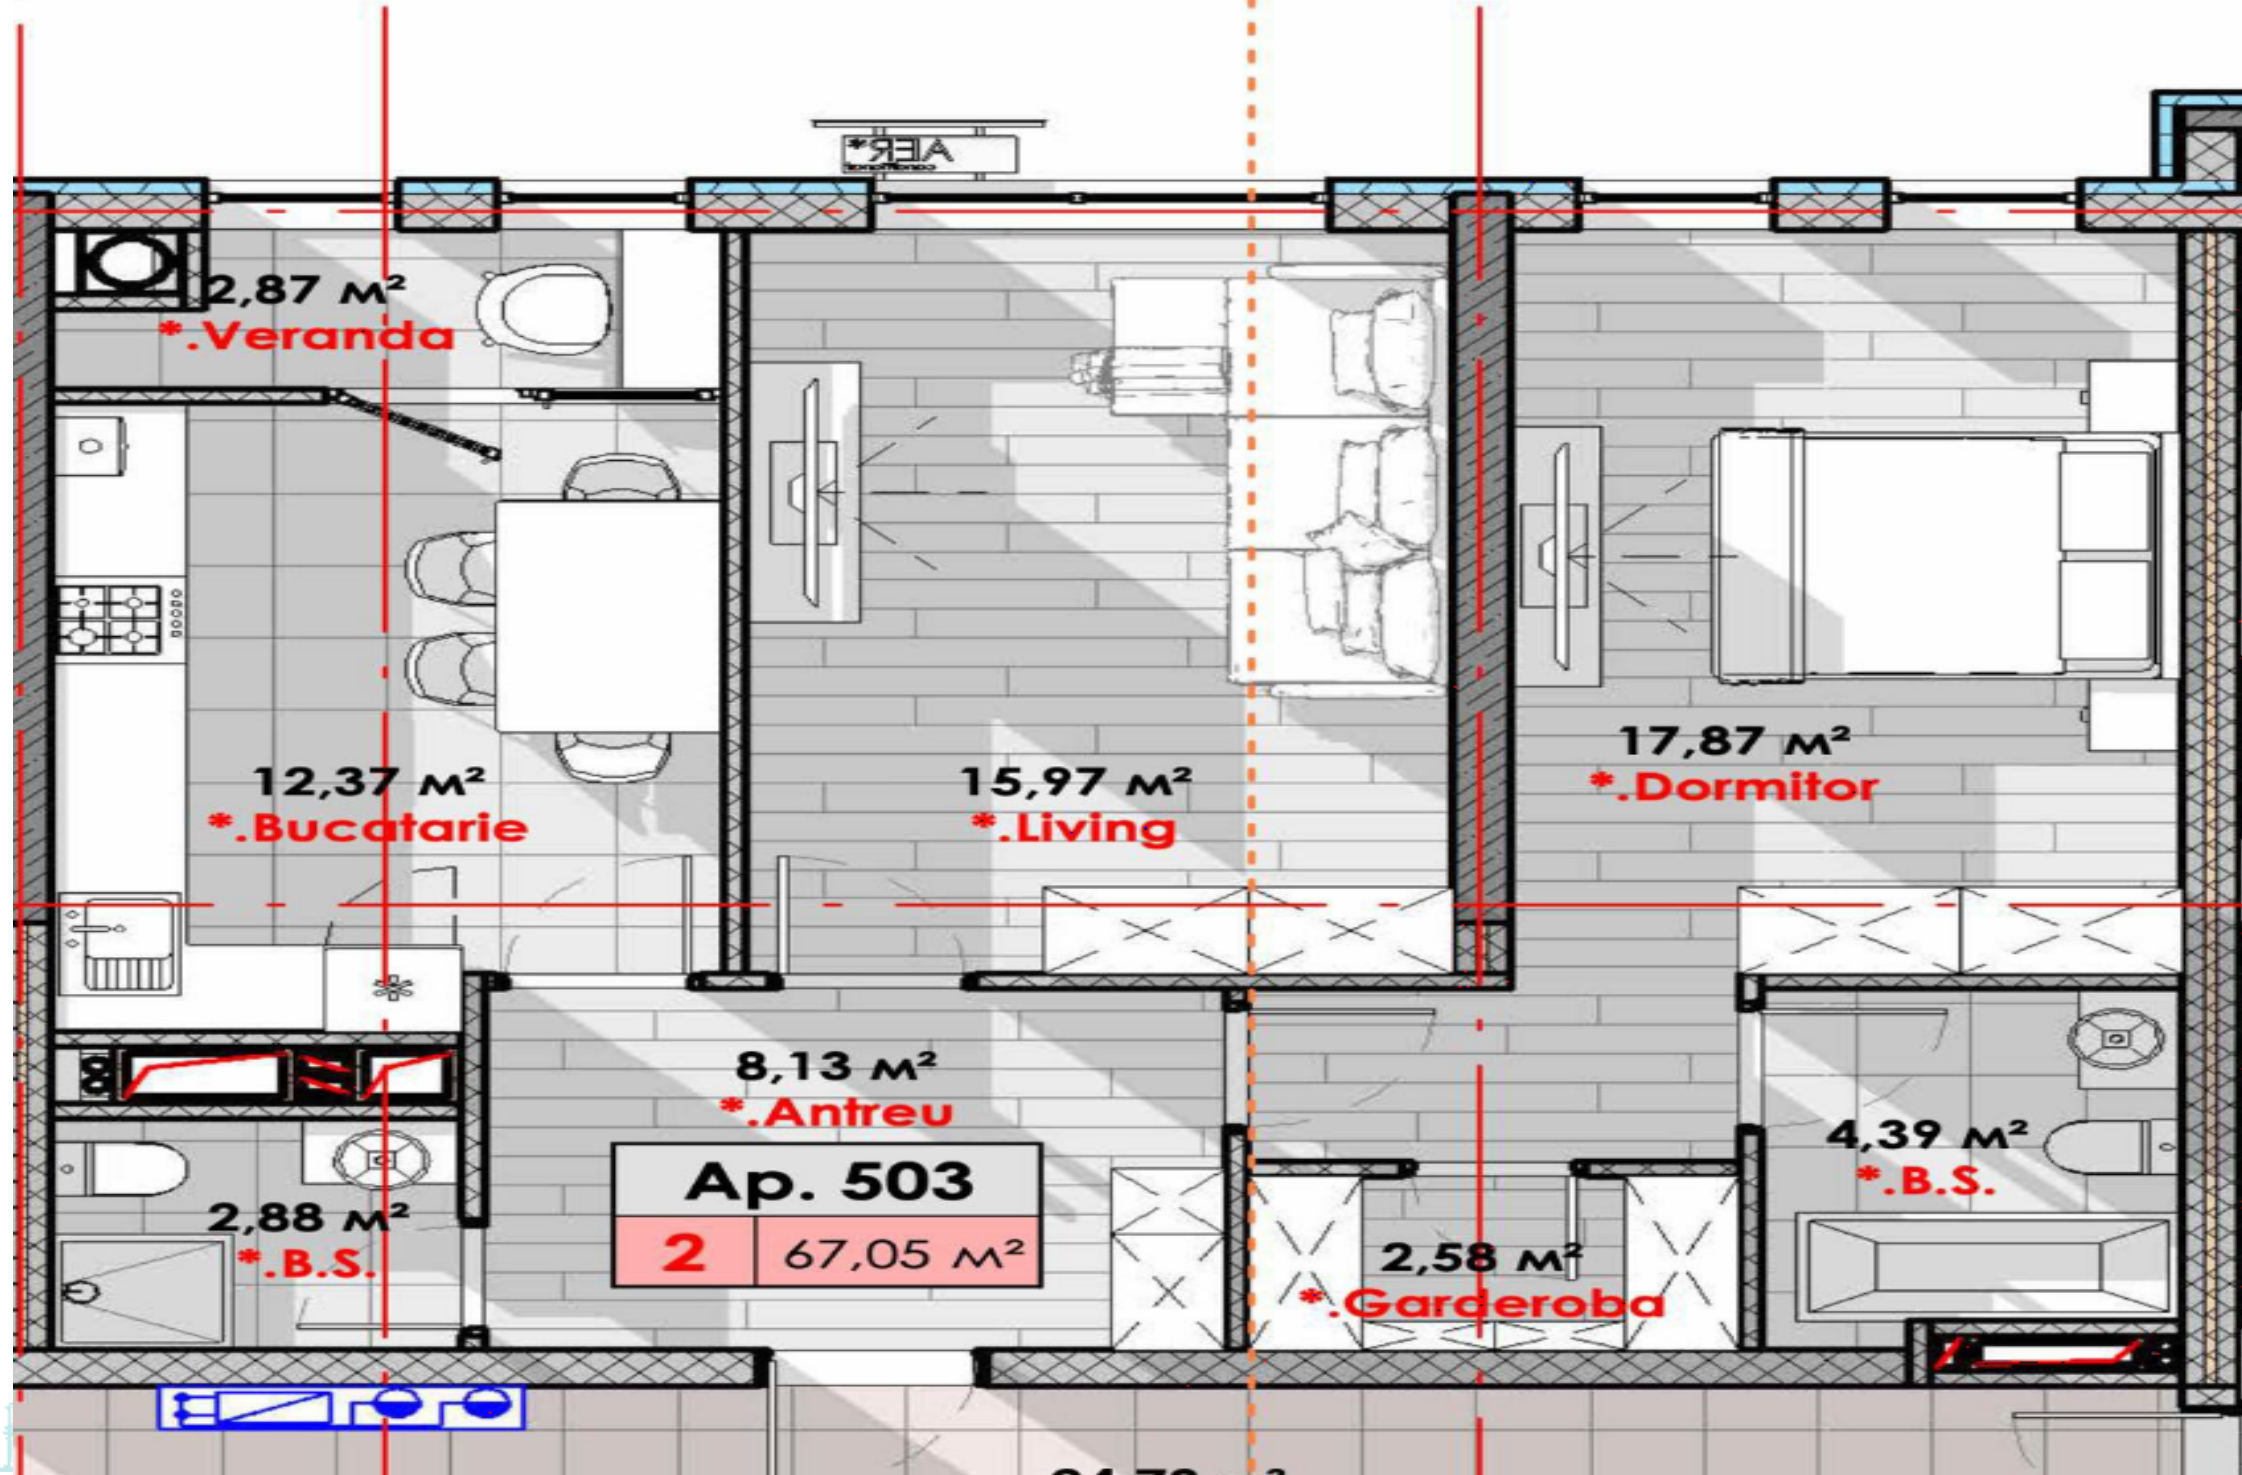 AIER*
2,87 м²
*.Veranda
12,37 м²
*.Bucatarie
15,97 м²
*.Living
17,87 м²
*.Dormitor
8,13 м²
*.Antreu
Ap. 503
2 67,05 м²
2,88 м²
*.B.S.
4,39 м²
*.B.S.
2,58 м²
*.Garderoba